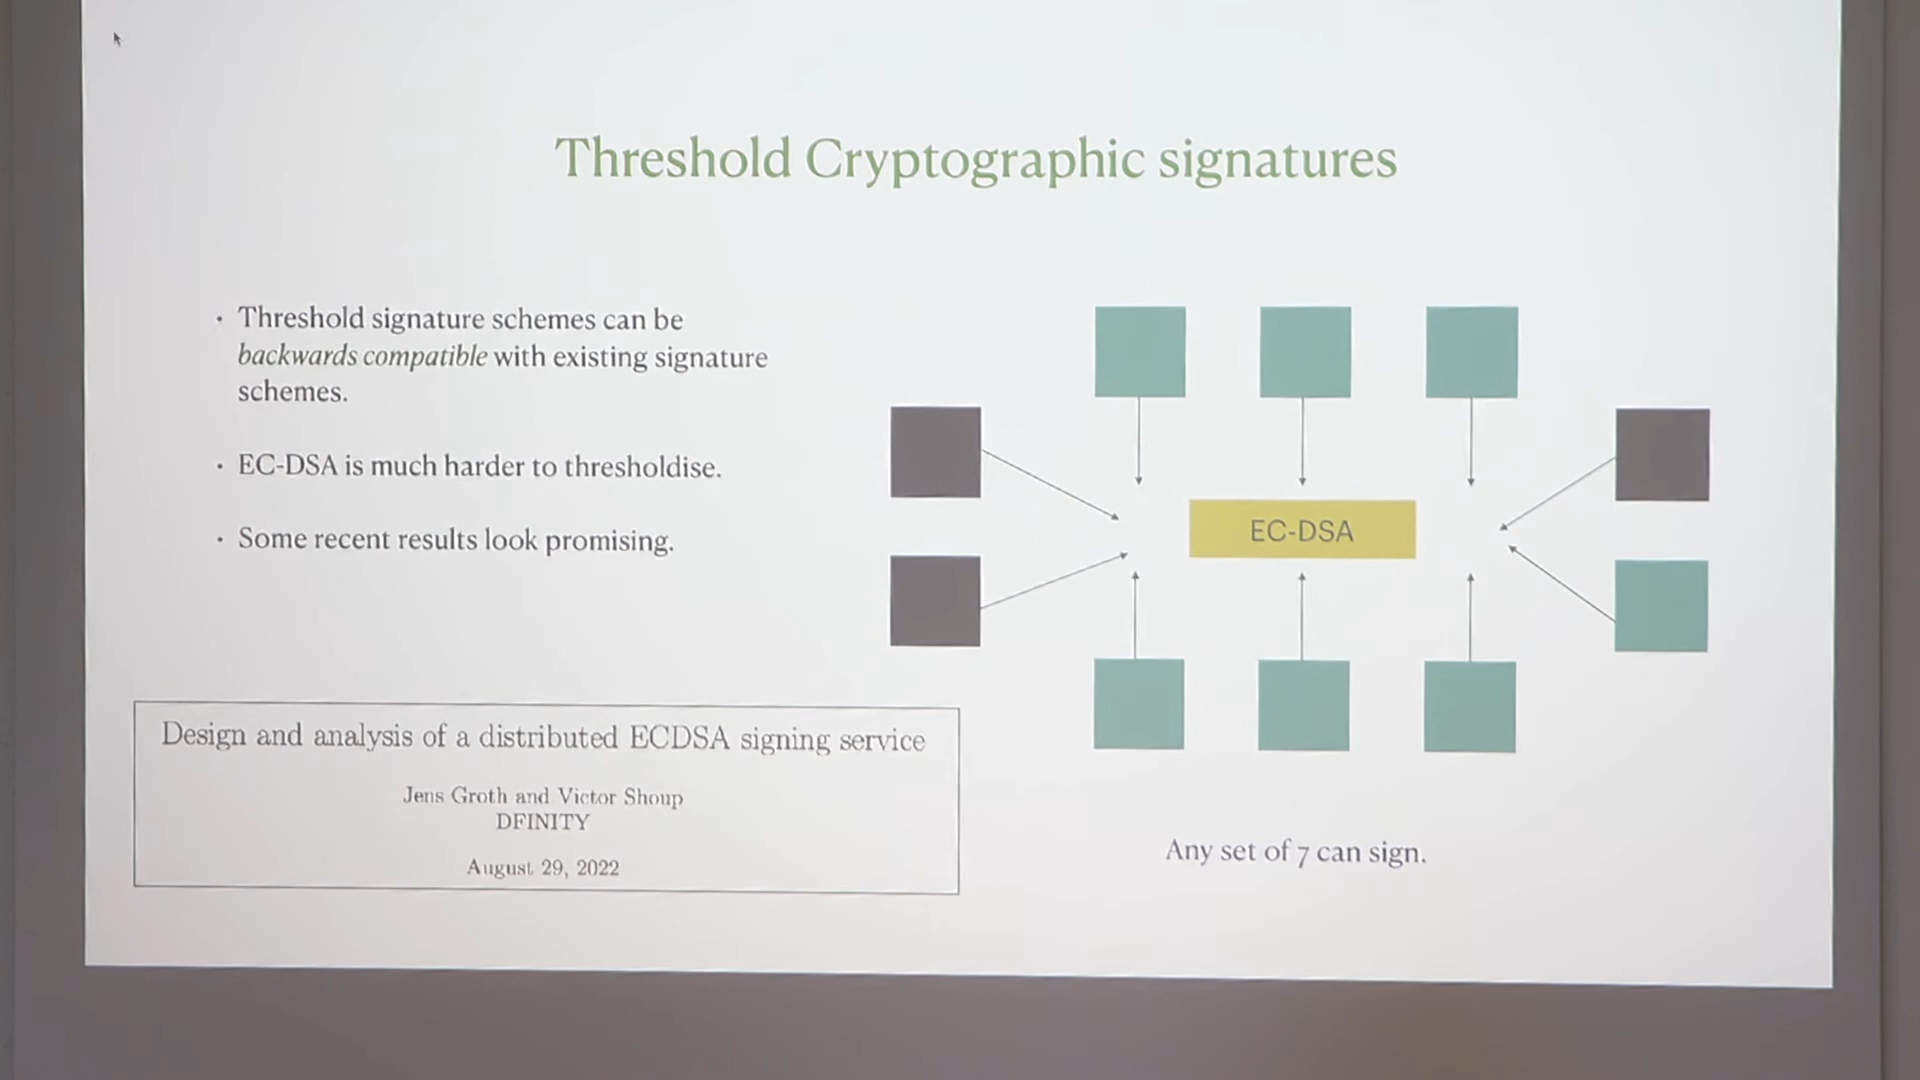 Threshold Cryptographic signatures
· Threshold signature schemes can be
backwards compatible with existing signature
schemes.
· EC-DSA is much harder to thresholdise.
· Some recent results look promising.
EC-DSA
Design and analysis of a distributed ECDSA signing service
Jens Groth and Victor Shoup
DFINITY
August 29, 2022
Any set of 7 can sign.